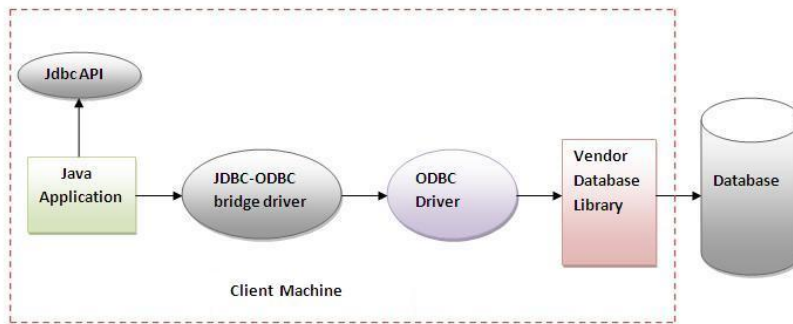 Jdbc API
Java
Application
JDBC-ODBC
bridge driver
ODBC
Driver
Vendor
Database
Library
Database
Client Machine